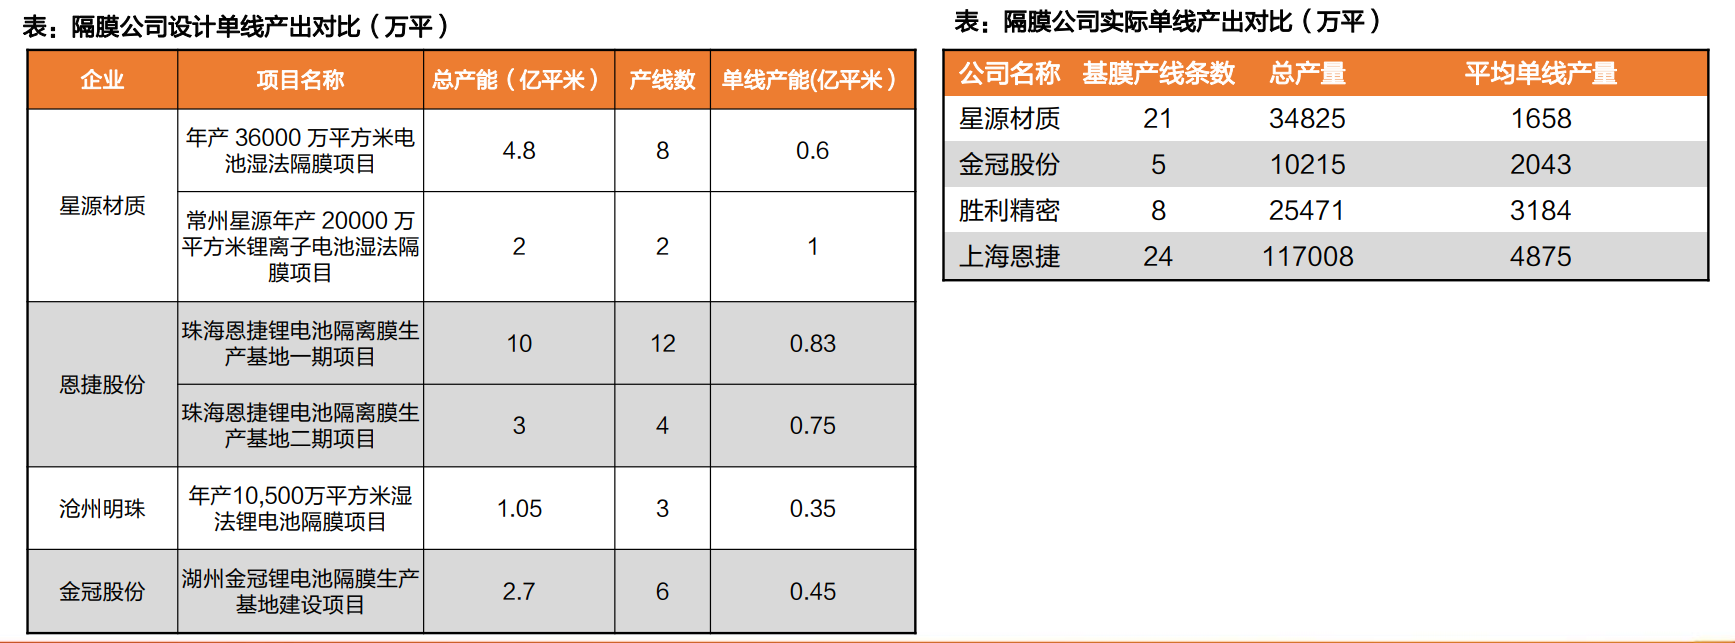 表：隔膜公司设计单线产出对比（万平）
企业 项目名称 总产能（亿平米） 产线数 单线产能(亿平米）
星源材质
年产 36000 万平方米电
池湿法隔膜项目
4.8 8 0.6
常州星源年产 20000 万
平方米锂离子电池湿法隔
膜项目
2 2 1
恩捷股份
珠海恩捷锂电池隔离膜生
产基地一期项目
10 12 0.83
珠海恩捷锂电池隔离膜生
产基地二期项目
3 4 0.75
沧州明珠
年产10,500万平方米湿
法锂电池隔膜项目
1.05 3 0.35
金冠股份
湖州金冠锂电池隔膜生产
基地建设项目
2.7 6 0.45
表：隔膜公司实际单线产出对比（万平）
公司名称 基膜产线条数 总产量 平均单线产量
星源材质 21 34825 1658
金冠股份 5 10215 2043
胜利精密 8 25471 3184
上海恩捷 24 117008 4875